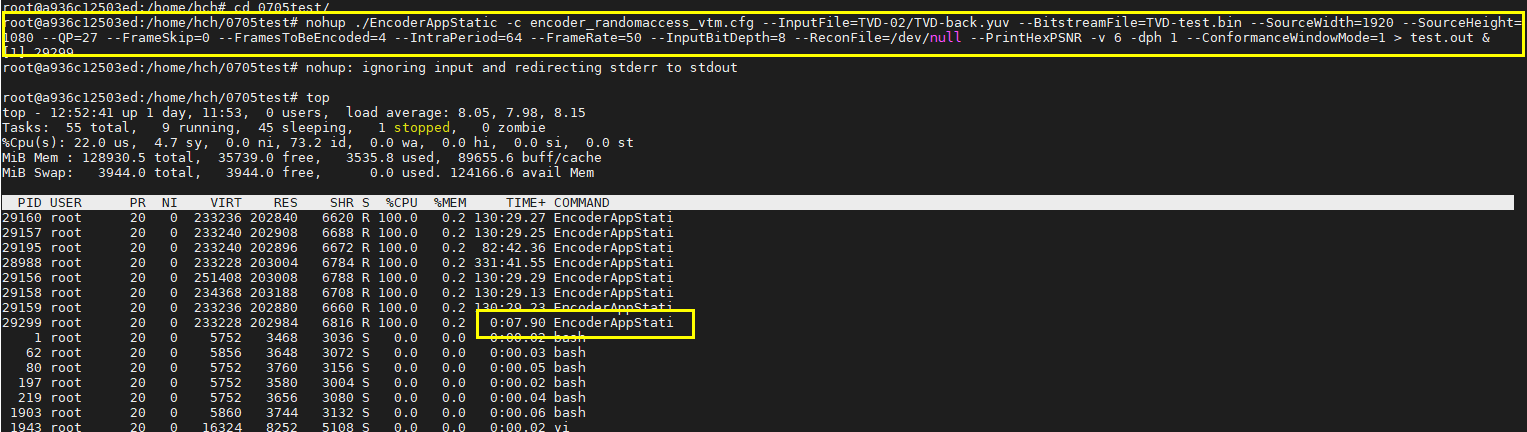 root@a936c12503ed:/home/hch# cd 0705test/
root@a936c12503ed:/home/hch/0705test# nohup ./EncoderAppStatic -c encoder_randomaccess_vtm.cfg --InputFile=TVD-02/TVD-back.yuv --BitstreamFile=TVD-test.bin --SourceWidth=1920 --SourceHeight=
1080 --QP=27 --FrameSkip=0 --FramesToBeEncoded=4 --IntraPeriod=64 --FrameRate=50 --InputBitDepth=8 --ReconFile=/dev/null --PrintHexPSNR -v 6 -dph 1 --ConformanceWindowMode=1 > test.out &
[1] 29299
root@a936c12503ed:/home/hch/0705test# nohup: ignoring input and redirecting stderr to stdout
root@a936c12503ed:/home/hch/0705test# top
top - 12:52:41 up 1 day, 11:53,  0 users,  load average: 8.05, 7.98, 8.15
Tasks:  55 total,   9 running,  45 sleeping,   1 stopped,   0 zombie
%Cpu(s): 22.0 us,  4.7 sy,  0.0 ni, 73.2 id,  0.0 wa,  0.0 hi,  0.0 si,  0.0 st
MiB Mem : 128930.5 total,  35739.0 free,   3535.8 used,  89655.6 buff/cache
MiB Swap:   3944.0 total,   3944.0 free,      0.0 used. 124166.6 avail Mem
PID USER      PR  NI    VIRT    RES    SHR S  %CPU  %MEM     TIME+ COMMAND
29160 root      20   0  233236 202840   6620 R 100.0   0.2 130:29.27 EncoderAppStati
29157 root      20   0  233240 202908   6688 R 100.0   0.2 130:29.25 EncoderAppStati
29195 root      20   0  233240 202896   6672 R 100.0   0.2  82:42.36 EncoderAppStati
28988 root      20   0  233228 203004   6784 R 100.0   0.2 331:41.55 EncoderAppStati
29156 root      20   0  251408 203008   6788 R 100.0   0.2 130:29.29 EncoderAppStati
29158 root      20   0  234368 203188   6708 R 100.0   0.2 130:29.13 EncoderAppStati
29159 root      20   0  233236 202880   6660 R 100.0   0.2 130:29.23 EncoderAppStati
29299 root      20   0  233228 202984   6816 R 100.0   0.2   0:07.90 EncoderAppStati
1 root      20   0    5752   3468   3036 S   0.0   0.0   0:00.02 bash
62 root      20   0    5856   3648   3072 S   0.0   0.0   0:00.03 bash
80 root      20   0    5752   3760   3156 S   0.0   0.0   0:00.05 bash
197 root      20   0    5752   3580   3004 S   0.0   0.0   0:00.02 bash
219 root      20   0    5752   3656   3080 S   0.0   0.0   0:00.04 bash
1903 root      20   0    5860   3744   3132 S   0.0   0.0   0:00.06 bash
1943 root      20   0   16324   8252   5108 S   0.0   0.0   0:00.02 vi